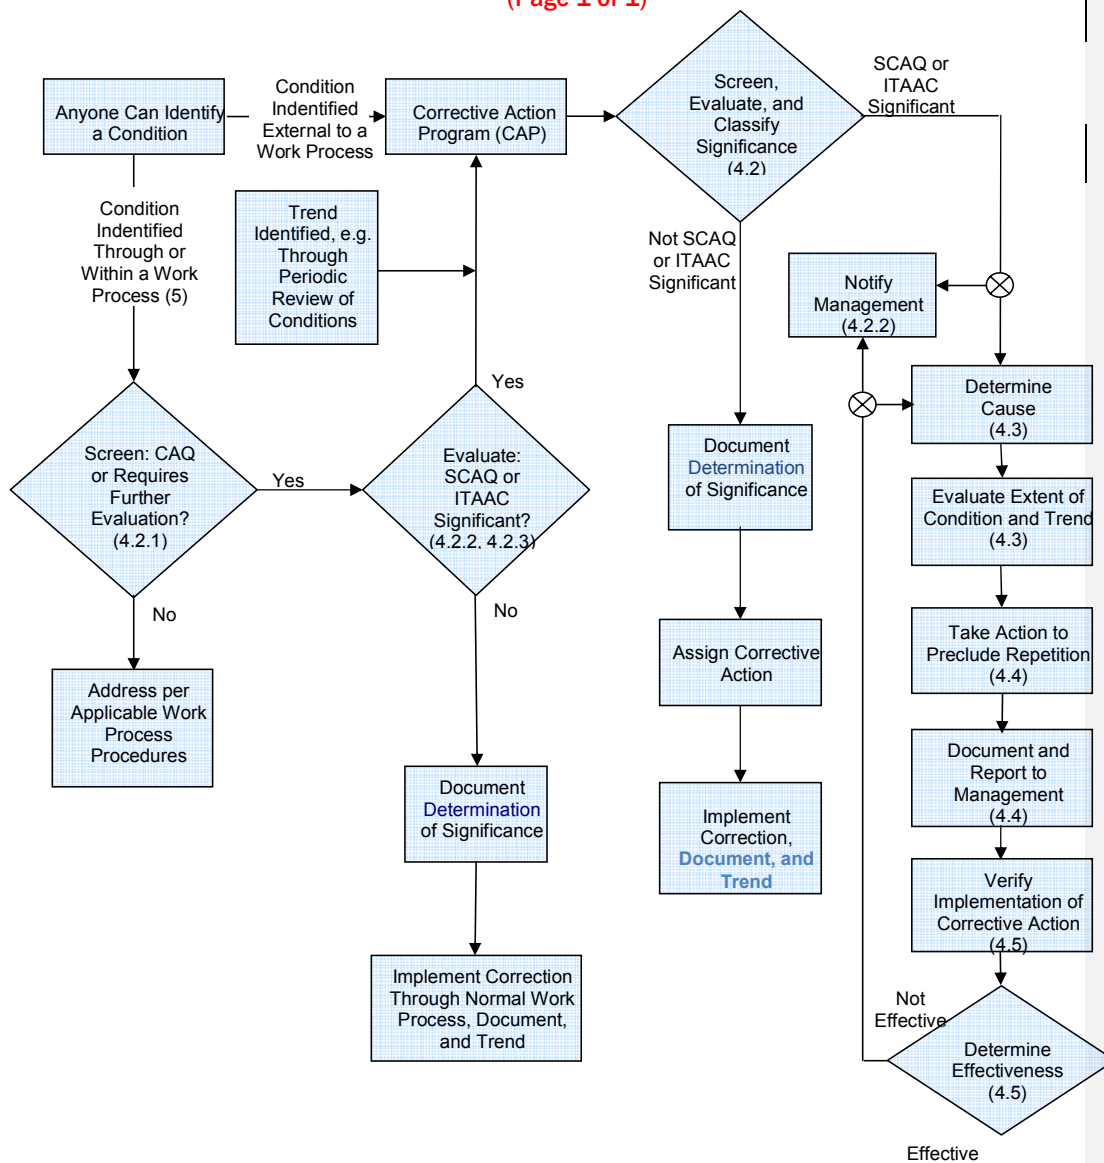 (Page 1 of 1)
Anyone Can Identify
a Condition
Condition
Indentified
External to a
Work Process
Corrective Action
Program (CAP)
Screen,
Evaluate, and
Classify
Significance
(4.2)
SCAQ or
ITAAC
Significant
Condition
Indentified
Through or
Within a Work
Process (5)
Trend
Identified, e.g.
Through
Periodic
Review of
Conditions
Not SCAQ
or ITAAC
Significant
Notify
Management
(4.2.2)
Determine
Cause
(4.3)
Yes
Screen: CAQ
or Requires
Further
Evaluation?
(4.2.1)
Yes
Evaluate:
SCAQ or
ITAAC
Significant?
(4.2.2, 4.2.3)
Document
Determination
of Significance
Evaluate Extent of
Condition and Trend
(4.3)
No
No
Take Action to
Preclude Repetition
(4.4)
Assign Corrective
Action
Address per
Applicable Work
Process
Procedures
Document and
Report to
Management
(4.4)
Document
Determination
of Significance
Implement
Correction,
Document, and
Trend
Verify
Implementation of
Corrective Action
(4.5)
Implement Correction
Through Normal Work
Process, Document,
and Trend
Not
Effective
Determine
Effectiveness
(4.5)
Effective